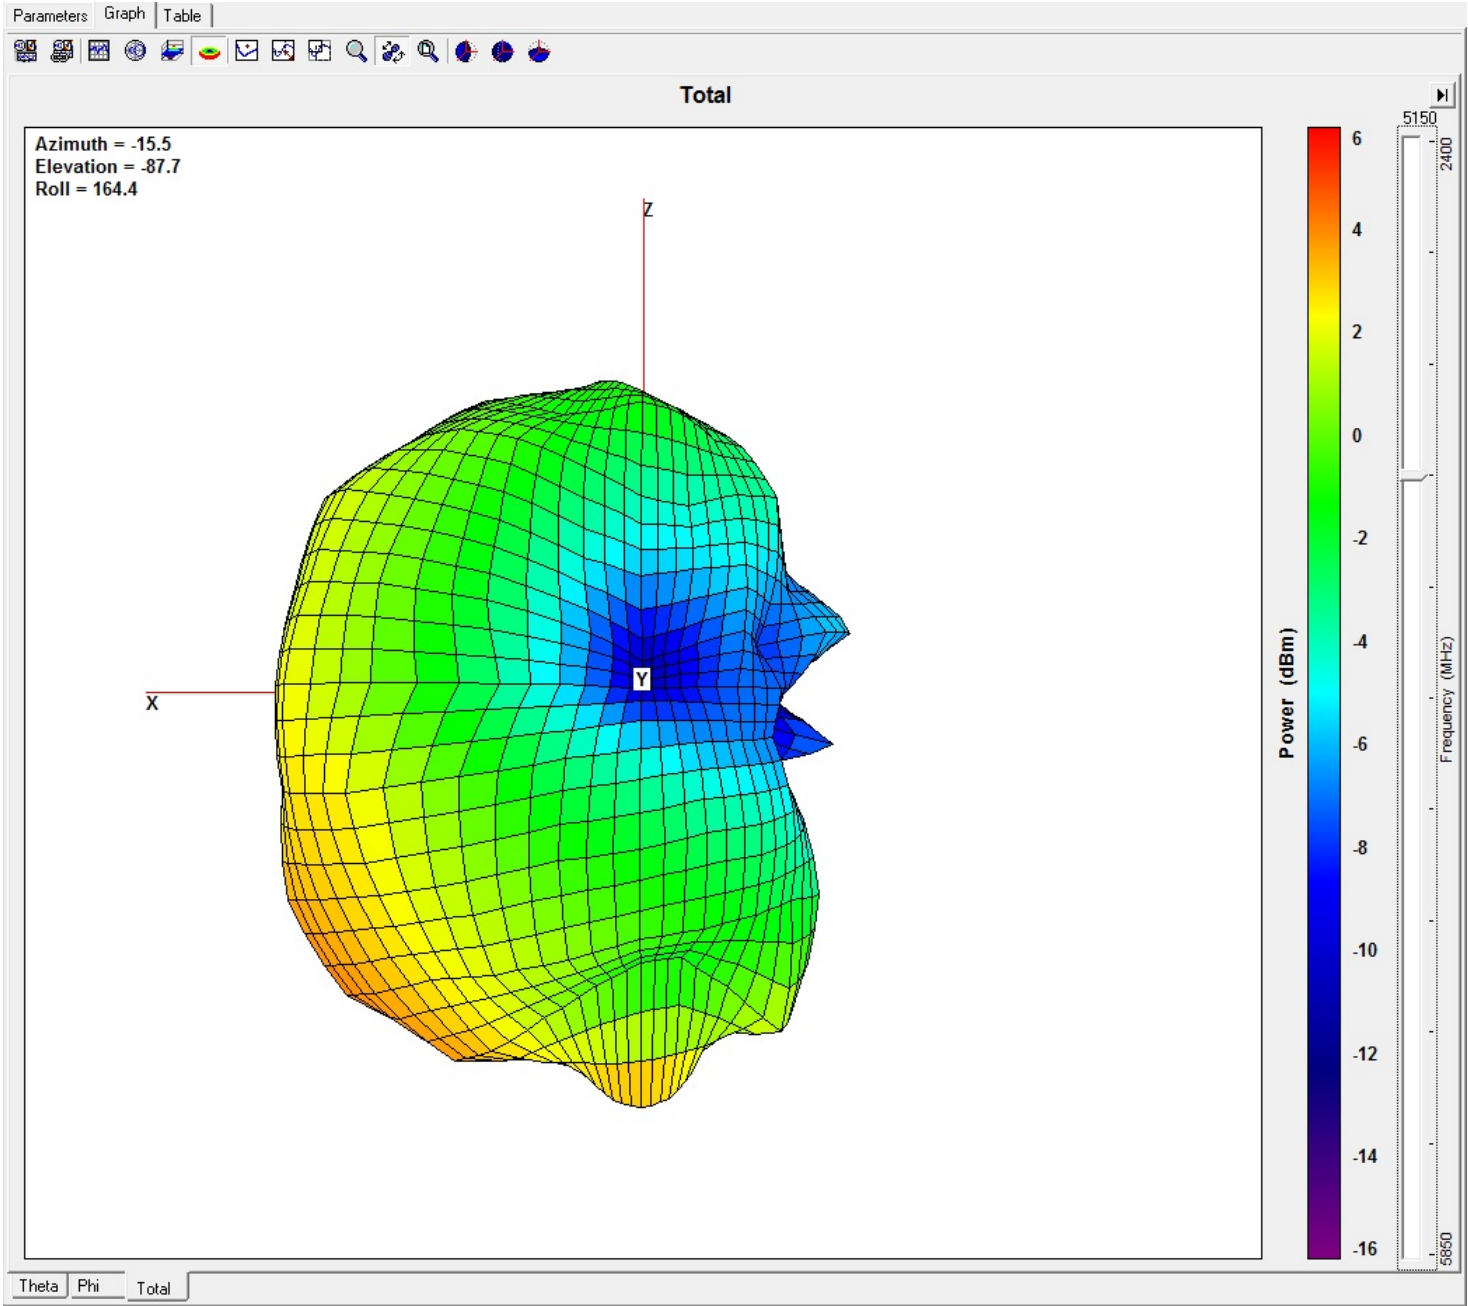 Parameters Graph Table
Total
5150
Azimuth = -15.5
Elevation = -87.7
Roll = 164.4
Z
X
Y
6
4
2
0
-2
-4
-6
-8
-10
-12
-14
-16
Power (dBm)
2400
Frequency (MHz)
5850
Theta Phi Total